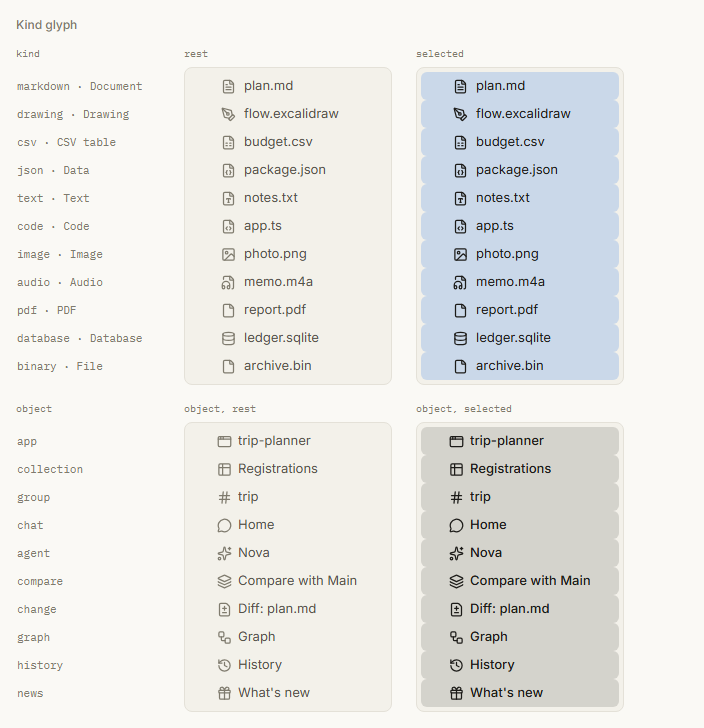 Kind glyph
kind rest selected
markdown · Document plan.md plan.md
drawing · Drawing flow.excalidraw flow.excalidraw
csv · CSV table budget.csv budget.csv
json · Data package.json package.json
text · Text notes.txt notes.txt
code · Code app.ts app.ts
image · Image photo.png photo.png
audio · Audio memo.m4a memo.m4a
pdf · PDF report.pdf report.pdf
database · Database ledger.sqlite ledger.sqlite
binary · File archive.bin archive.bin
object object, rest object, selected
app trip-planner trip-planner
collection Registrations Registrations
group trip trip
chat Home Home
agent Nova Nova
compare Compare with Main Compare with Main
change Diff: plan.md Diff: plan.md
graph Graph Graph
history History History
news What's new What's new